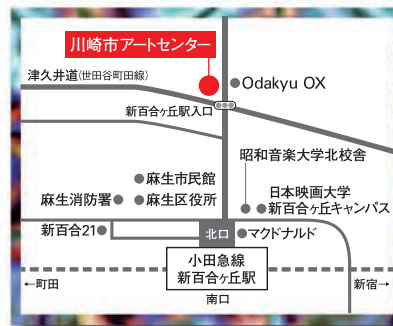 川崎市アートセンター
津久井道(世田谷町田線)
Odakyu OX
新百合ヶ丘駅入口
昭和音楽大学北校舎
麻生市民館
麻生消防署
麻生区役所
日本映画大学
新百合ヶ丘キャンパス
新百合21
北口
マクドナルド
小田急線
新百合ヶ丘駅
←町田
新宿→
南口